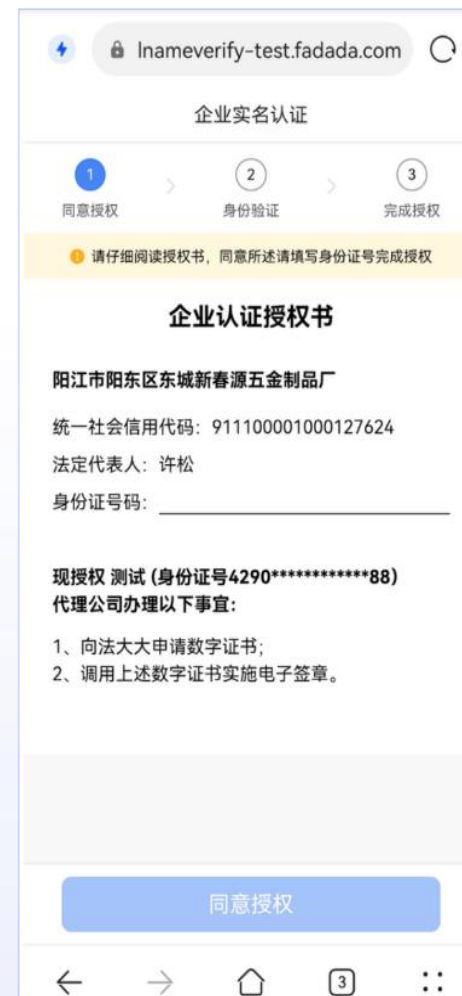 lnameverify-test.fadada.com
企业实名认证
1
2
3
同意授权
身份验证
完成授权
请仔细阅读授权书，同意所述请填写身份证号完成授权
企业认证授权书
阳江市阳东区东城新春源五金制品厂
统一社会信用代码：911100001000127624
法定代表人：许松
身份证号码：
现授权 测试 (身份证号4290************88)
代理公司办理以下事宜：
1、向法大大申请数字证书；
2、调用上述数字证书实施电子签章。
同意授权
3